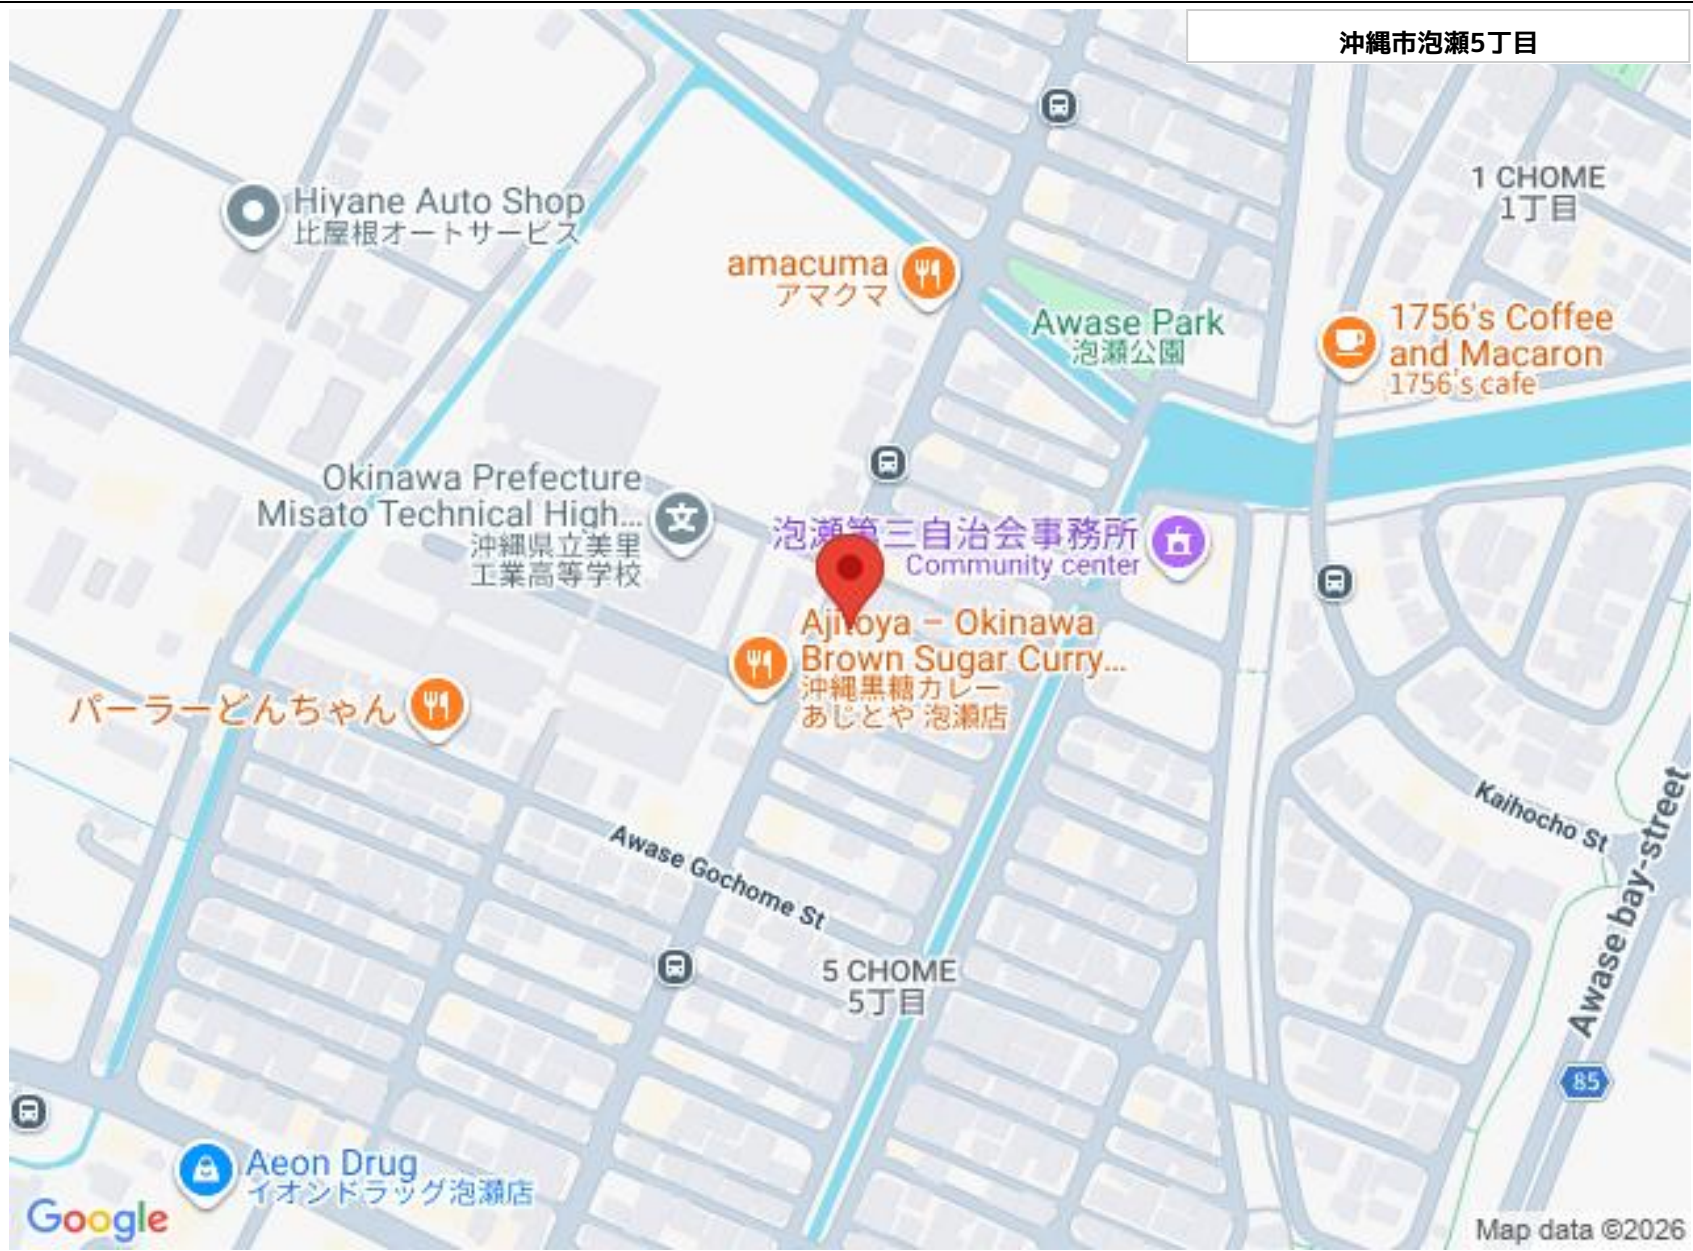 沖縄市泡瀬5丁目
1 CHOME
1丁目
Hiyane Auto Shop
比屋根オートサービス
amacuma
アマクマ
Awase Park
泡瀬公園
1756's Coffee
and Macaron
1756's cafe
Okinawa Prefecture
Misato Technical High...
沖縄県立美里
工業高等学校
文
泡瀬第三自治会事務所
Community center
Ajitoya – Okinawa
Brown Sugar Curry...
沖縄黒糖カレー
あじとや 泡瀬店
パーラーどんちゃん
Kaihocho St
Awase Gochome St
Awase bay-street
5 CHOME
5丁目
85
Aeon Drug
イオンドラッグ泡瀬店
Google
Map data ©2026